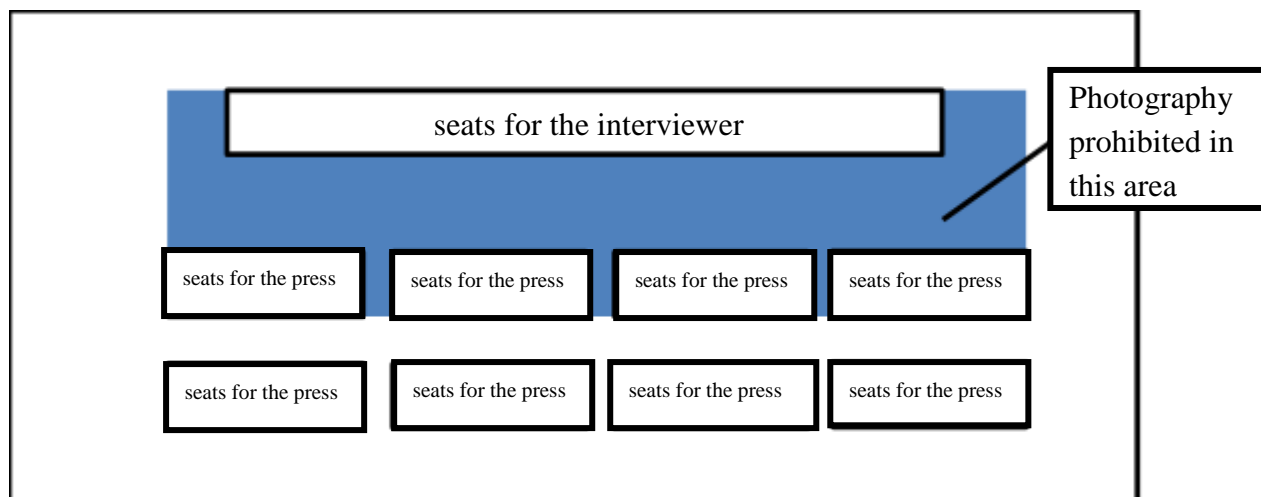 seats for the interviewer
Photography
prohibited in
this area
seats for the press
seats for the press
seats for the press
seats for the press
seats for the press
seats for the press
seats for the press
seats for the press